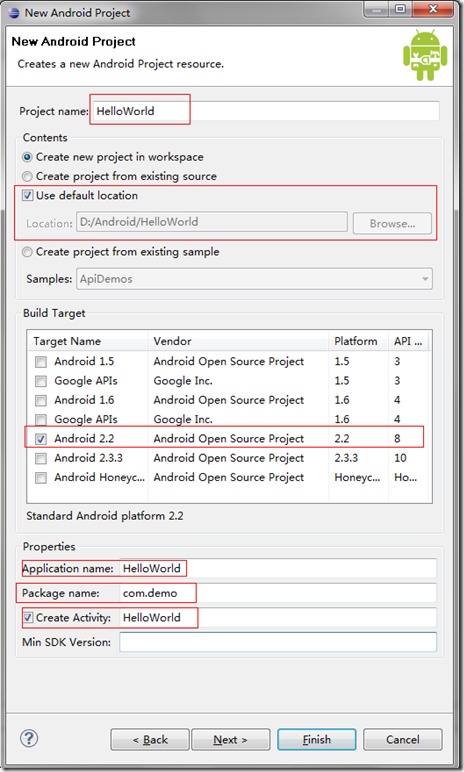 New Android Project
New Android Project
Creates a new Android Project resource.
Project name: HelloWorld
Contents
Create new project in workspace
Create project from existing source
Use default location
Location: D:/Android/HelloWorld Browse...
Create project from existing sample
Samples: ApiDemos
Build Target
Target Name Vendor Platform API ...
Android 1.5 Android Open Source Project 1.5 3
Google APIs Google Inc. 1.5 3
Android 1.6 Android Open Source Project 1.6 4
Google APIs Google Inc. 1.6 4
Android 2.2 Android Open Source Project 2.2 8
Android 2.3.3 Android Open Source Project 2.3.3 10
Android Honeyc... Android Open Source Project Honeyc... Ho...
Standard Android platform 2.2
Properties
Application name: HelloWorld
Package name: com.demo
Create Activity: HelloWorld
Min SDK Version:
? < Back Next > Finish Cancel